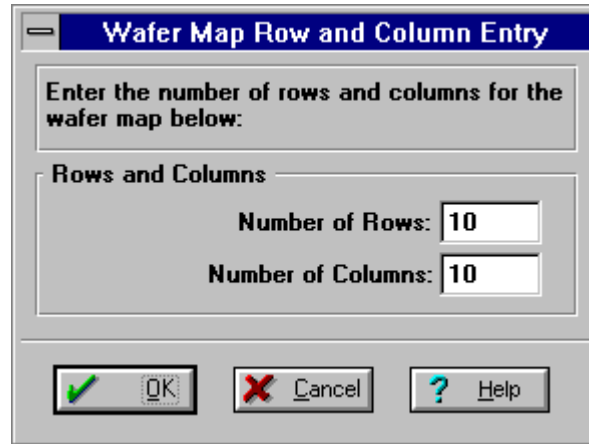 Wafer Map Row and Column Entry
Enter the number of rows and columns for the
wafer map below:
Rows and Columns
Number of Rows: 10
Number of Columns: 10
OK Cancel ? Help